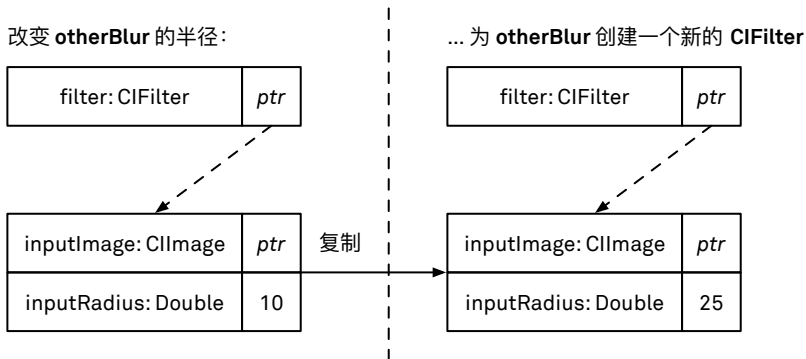 改变 otherBlur 的半径：
filter: CIFilter ptr
inputImage: CIImage ptr
inputRadius: Double 10
复制
... 为 otherBlur 创建一个新的 CIFilter
filter: CIFilter ptr
inputImage: CIImage ptr
inputRadius: Double 25